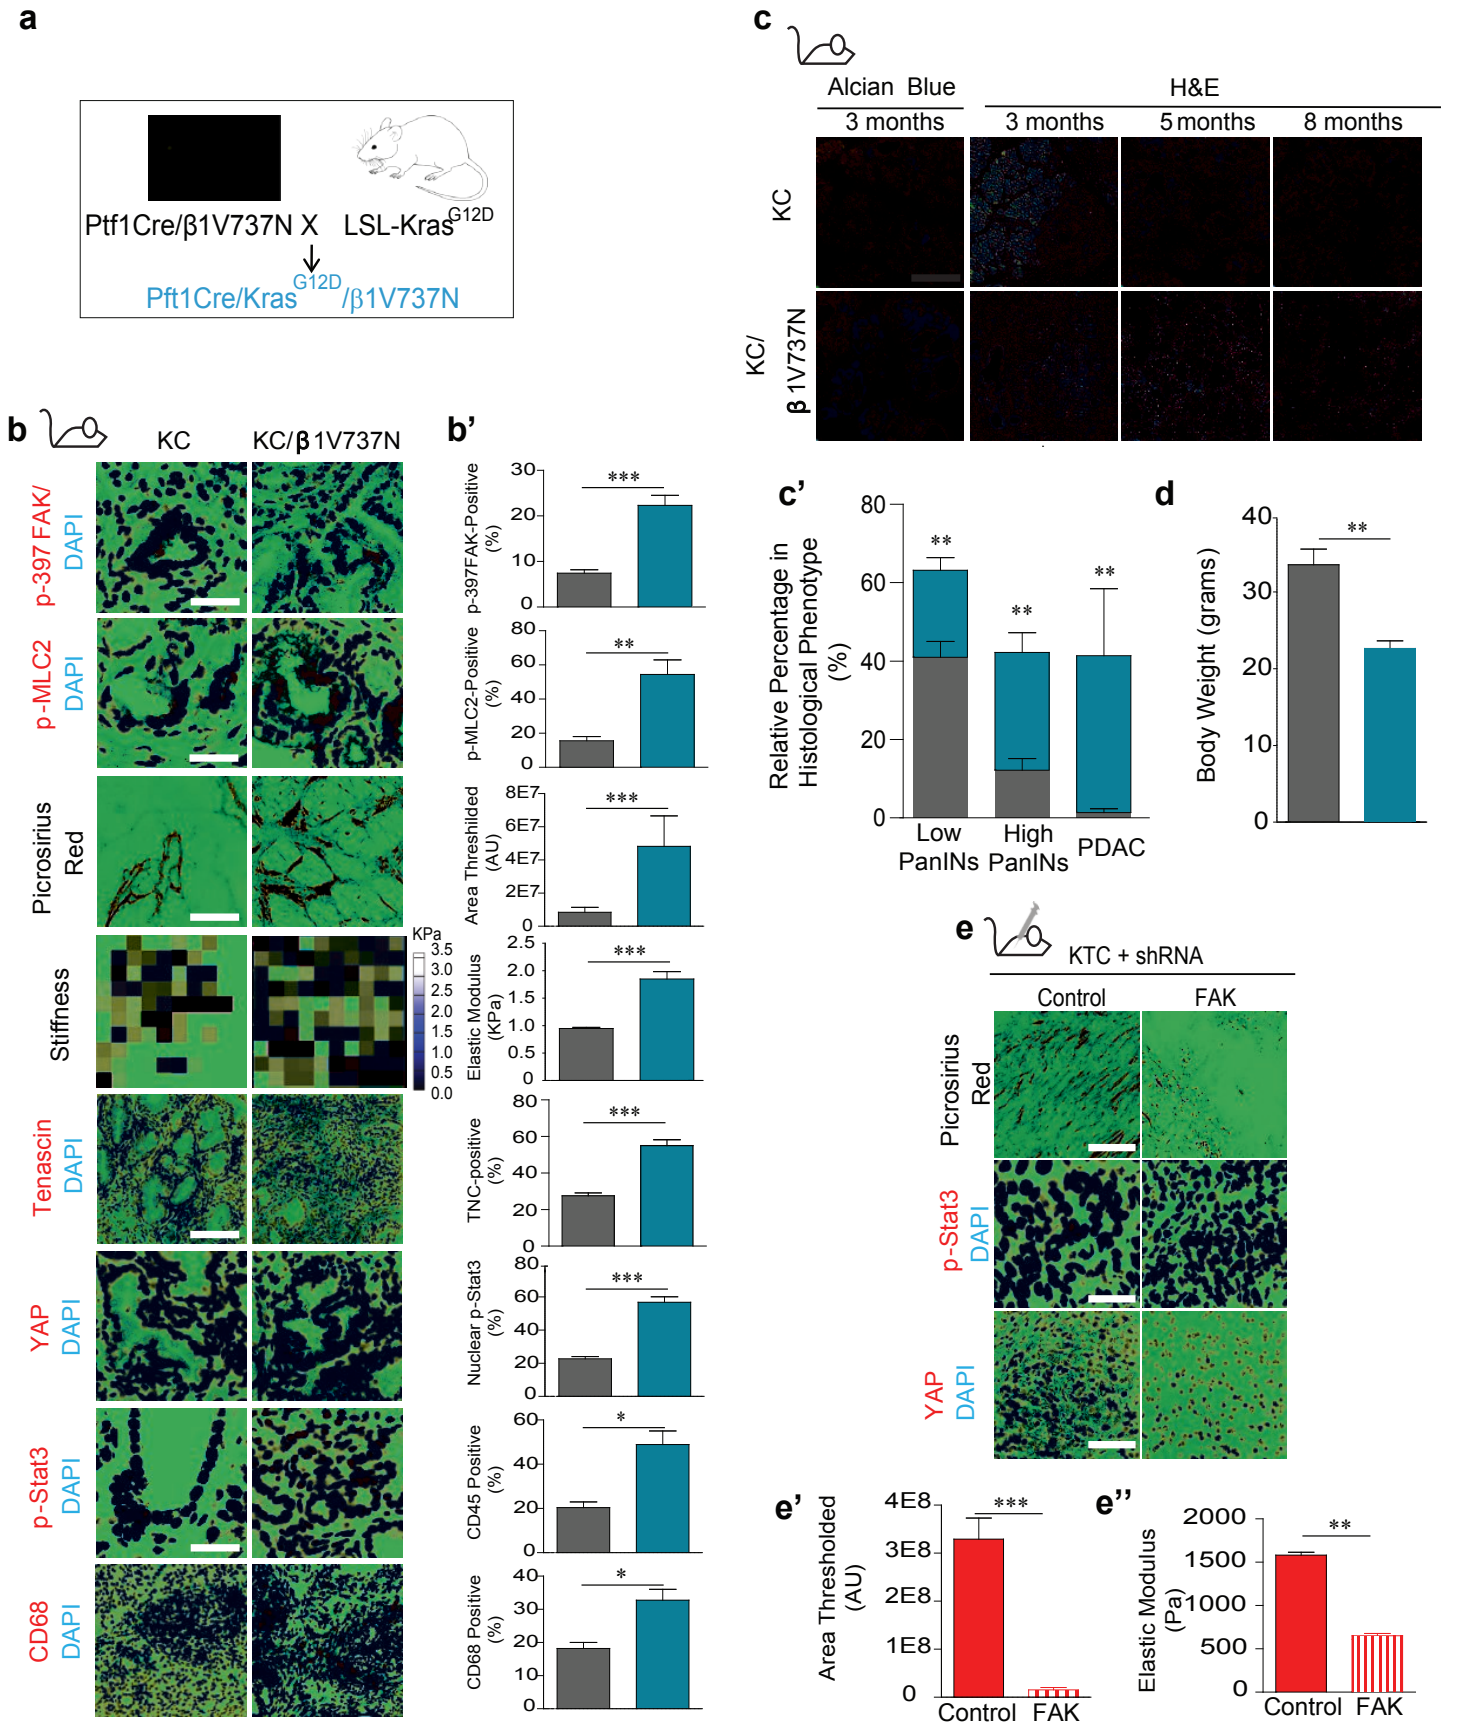 a
Ptf1Cre/β1V737N X LSL-Kras G12D
Pft1Cre/Kras G12D /β1V737N
b
KC KC/β1V737N
p-397 FAK/
DAPI
p-MLC2
DAPI
Picrosirius
Red
Stiffness
KPa
3.5
3.0
2.5
2.0
1.5
1.0
0.5
0.0
Tenascin
DAPI
YAP
DAPI
p-Stat3
DAPI
CD68
DAPI
b’
p-397FAK-Positive
(%)
30
20
10
0
***
p-MLC2-Positive
(%)
80
60
40
20
0
**
Area Threshilded
(AU)
8E7
6E7
4E7
2E7
0
***
Elastic Modulus
(KPa)
2.5
2.0
1.5
1.0
0.5
0
***
TNC-positive
(%)
80
60
40
20
0
***
Nuclear p-Stat3
(%)
80
60
40
20
0
***
CD45 Positive
(%)
60
40
20
0
*
CD68 Positive
(%)
40
30
20
10
0
*
c
Alcian Blue H&E
3 months 3 months 5 months 8 months
KC
KC/
β1V737N
c’
Relative Percentage in
Histological Phenotype
(%)
80
60
40
20
0
**
**
**
Low
PanINs
High
PanINs
PDAC
d
Body Weight (grams)
40
30
20
10
0
**
e
KTC + shRNA
Control FAK
Picrosirius
Red
p-Stat3
DAPI
YAP
DAPI
e’
Area Thresholded
(AU)
4E8
3E8
2E8
1E8
0
***
Control FAK
e’’
Elastic Modulus
(Pa)
2000
1500
1000
500
0
**
Control FAK